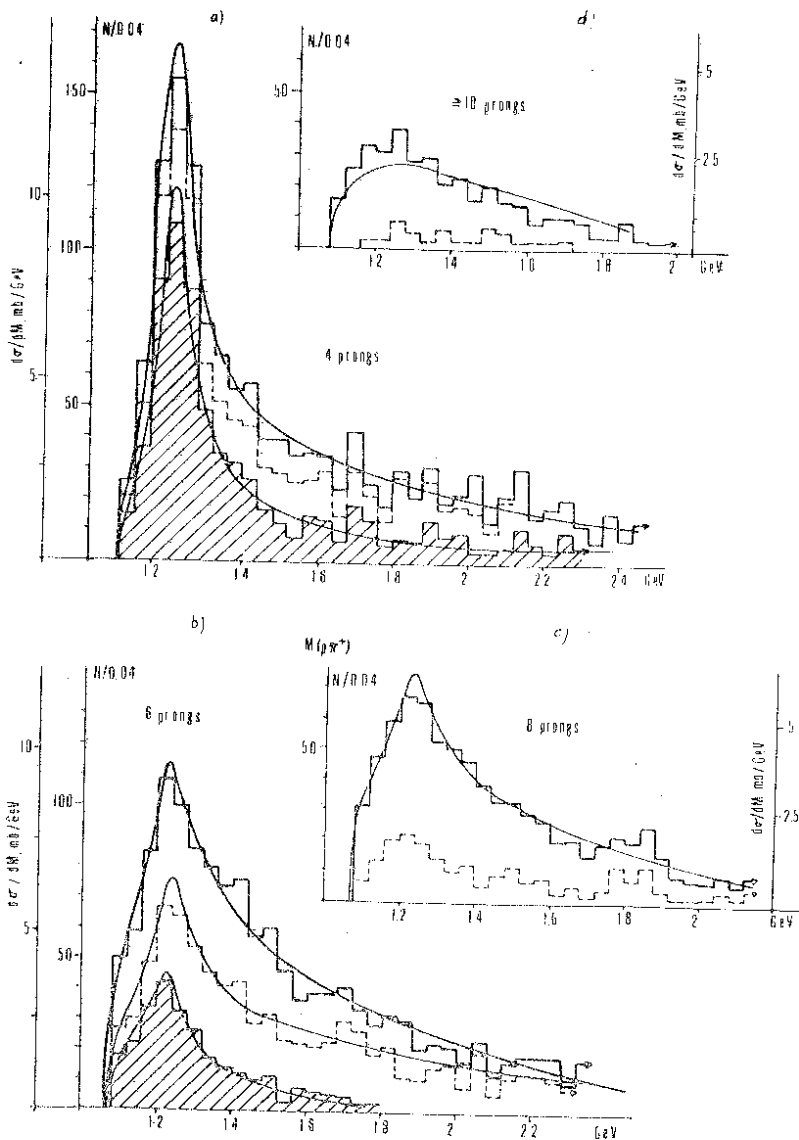 a)
N/0.04
150
100
50
10
5
dσ/dM, mb/GeV
4 prongs
1.2 1.4 1.6 1.8 2 2.2 2.4 GeV
d)
N/0.04
50
≥10 prongs
5
2.5
dσ/dM, mb/GeV
1.2 1.4 1.6 1.8 2 GeV
b)
N/0.04
100
50
10
5
dσ/dM, mb/GeV
6 prongs
1.2 1.4 1.6 1.8 2 2.2 GeV
M(pπ⁺)
c)
N/0.04
50
8 prongs
5
2.5
dσ/dM, mb/GeV
1.2 1.4 1.6 1.8 2 GeV